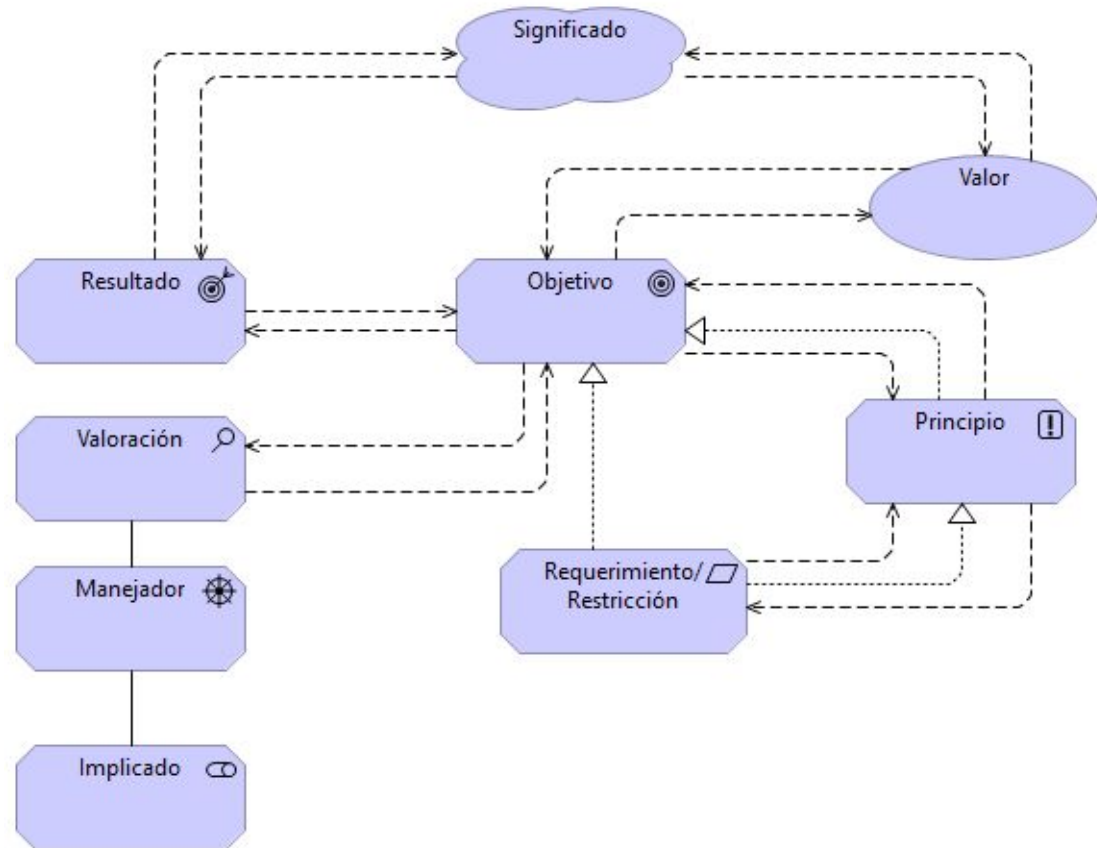 Significado
Valor
Resultado
Objetivo
Valoración
Principio
Manejador
Requerimiento/
Restricción
Implicado